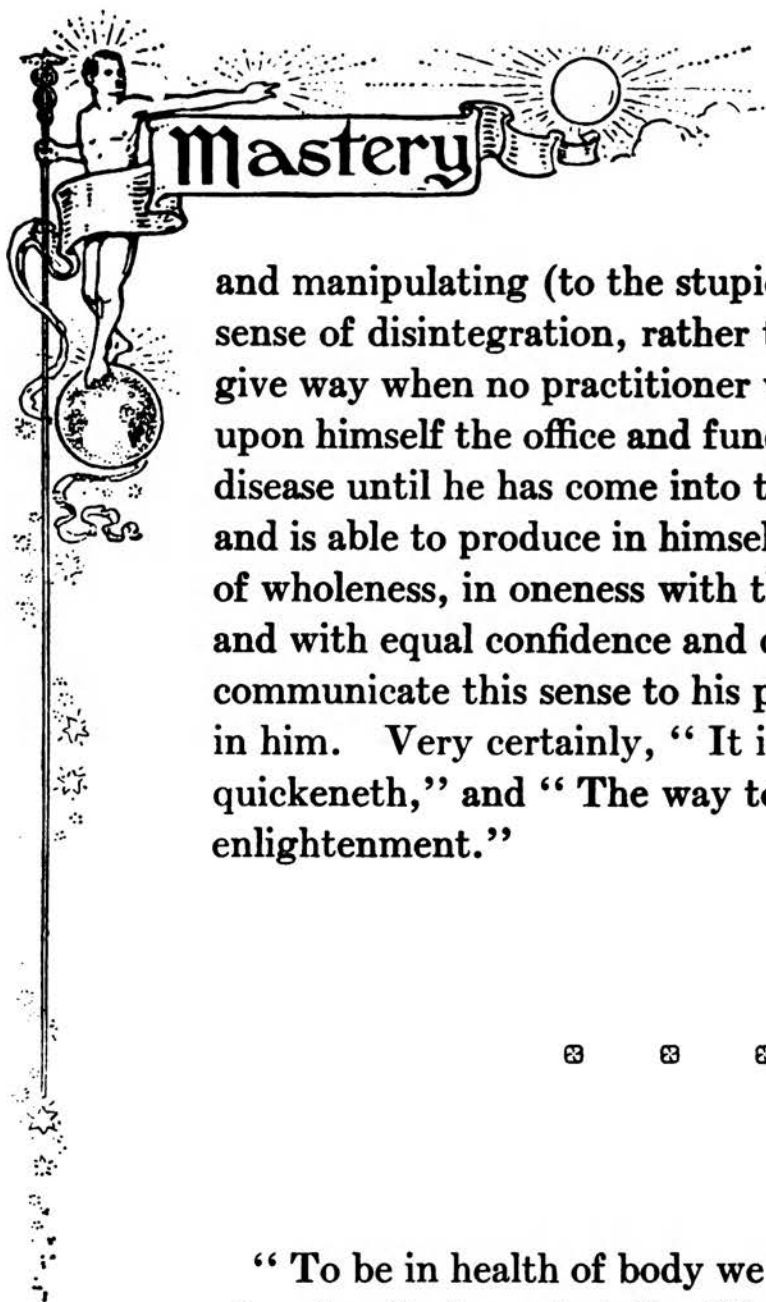 Mastery
and manipulating (to the
sense of disintegration, rather
give way when no practitioner
upon himself the office and
disease until he has come into
and is able to produce in himself
of wholeness, in oneness with
and with equal confidence and
communicate this sense to his
in him. Very certainly, “ It
quickeneth,” and “ The way
enlightenment.”
“ To be in health of body we